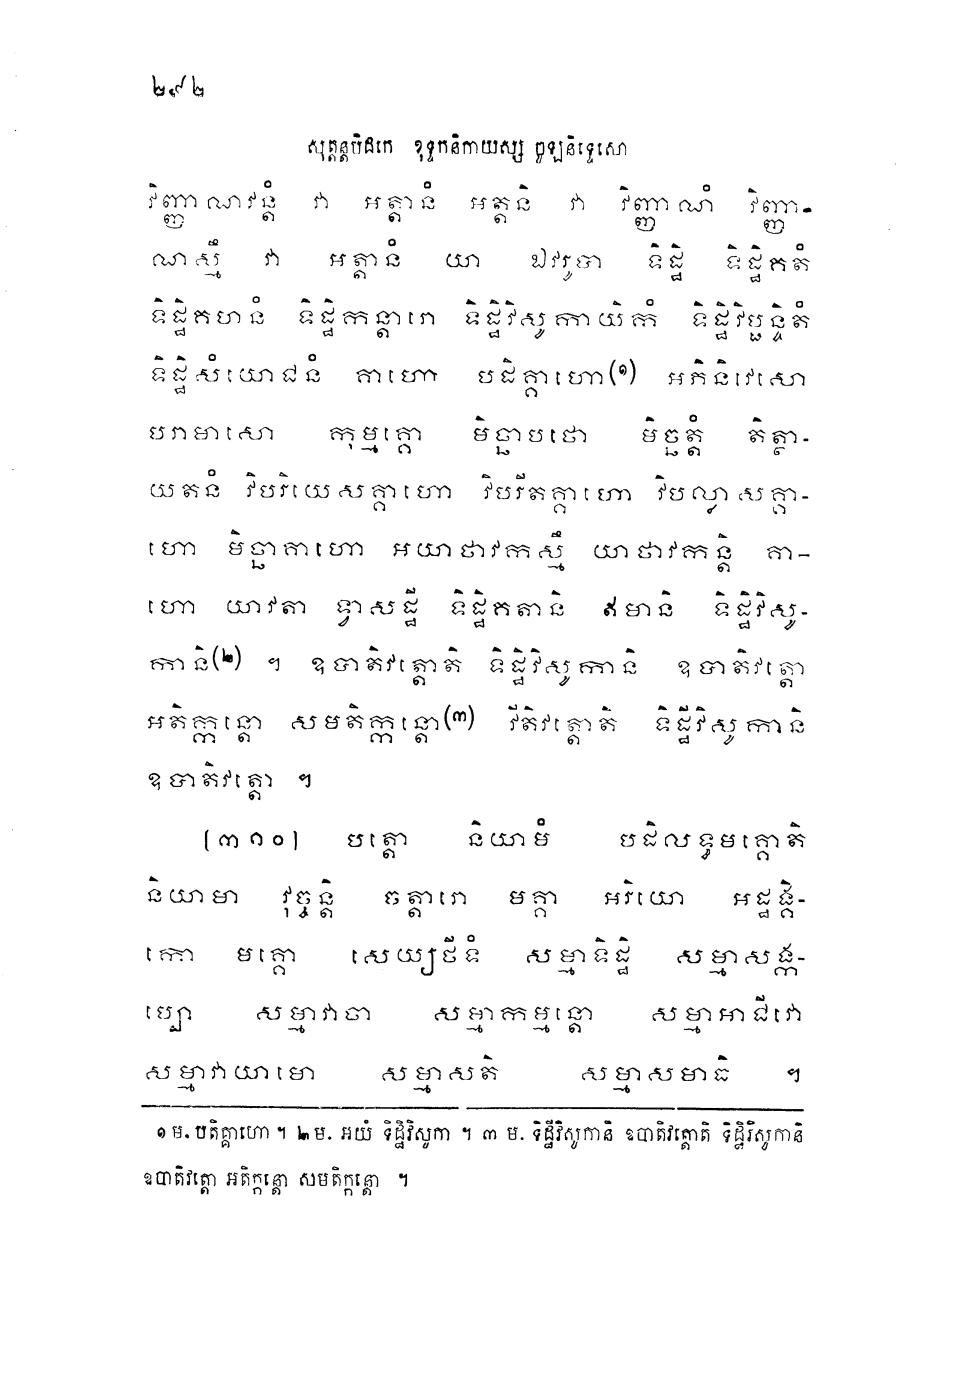 ២៩២
សុត្តន្តបិដកេ ខុទ្ទកនិកាយស្ស ចូឡនិទ្ទេសោ
វិញ្ញាណវន្តំ វា អត្តានំ អត្តនិ វា វិញ្ញាណំ វិញ្ញា-
ណស្មឹ វា អត្តានំ យា ឯវរូបា ទិដ្ឋិ ទិដ្ឋិគតំ
ទិដ្ឋិគហនំ ទិដ្ឋិកន្តារោ ទិដ្ឋិវិសូកាយិកំ ទិដ្ឋិវិប្ផន្ទិតំ
ទិដ្ឋិសំយោជនំ គាហោ បដិគ្គាហោ(១) អភិនិវេសោ
បរាមាសោ កុម្មគ្គោ មិច្ឆាបថោ មិច្ឆត្តំ តិត្ថា-
យតនំ វិបរិយេសគ្គាហោ វិបរីតគ្គាហោ វិបល្លាសគ្គា-
ហោ មិច្ឆាគាហោ អយាថាវកស្មឹ យាថាវកន្តិ គា-
ហោ យាវតា ទ្វាសដ្ឋី ទិដ្ឋិគតានិ ឥមានិ ទិដ្ឋិវិសូ-
កានិ(២) ។ ឧបាតិវត្តោតិ ទិដ្ឋិវិសូកានិ ឧបាតិវត្តោ
អតិក្កន្តោ សមតិក្កន្តោ(៣) វីតិវត្តោតិ ទិដ្ឋីវិសូកានិ
ឧបាតិវត្តោ ។
[៣១០] បត្តោ និយាមំ បដិលទ្ធមគ្គោតិ
និយាមា វុច្ចន្តិ ចត្តារោ មគ្គា អរិយោ អដ្ឋង្គិ-
កោ មគ្គោ សេយ្យថីទំ សម្មាទិដ្ឋិ សម្មាសង្ក-
ប្បោ សម្មាវាចា សម្មាកម្មន្តោ សម្មាអាជីវោ
សម្មាវាយាមោ សម្មាសតិ សម្មាសមាធិ ។
១ ម. បតិគ្គាហោ ។ ២ ម. អយំ ទិដ្ឋិវិសូកា ។ ៣ ម. ទិដ្ឋីវិសូកានិ ឧបាតិវត្តោតិ ទិដ្ឋិវិសូកានិ
ឧបាតិវត្តោ អតិក្កន្តោ សមតិក្កន្តោ ។